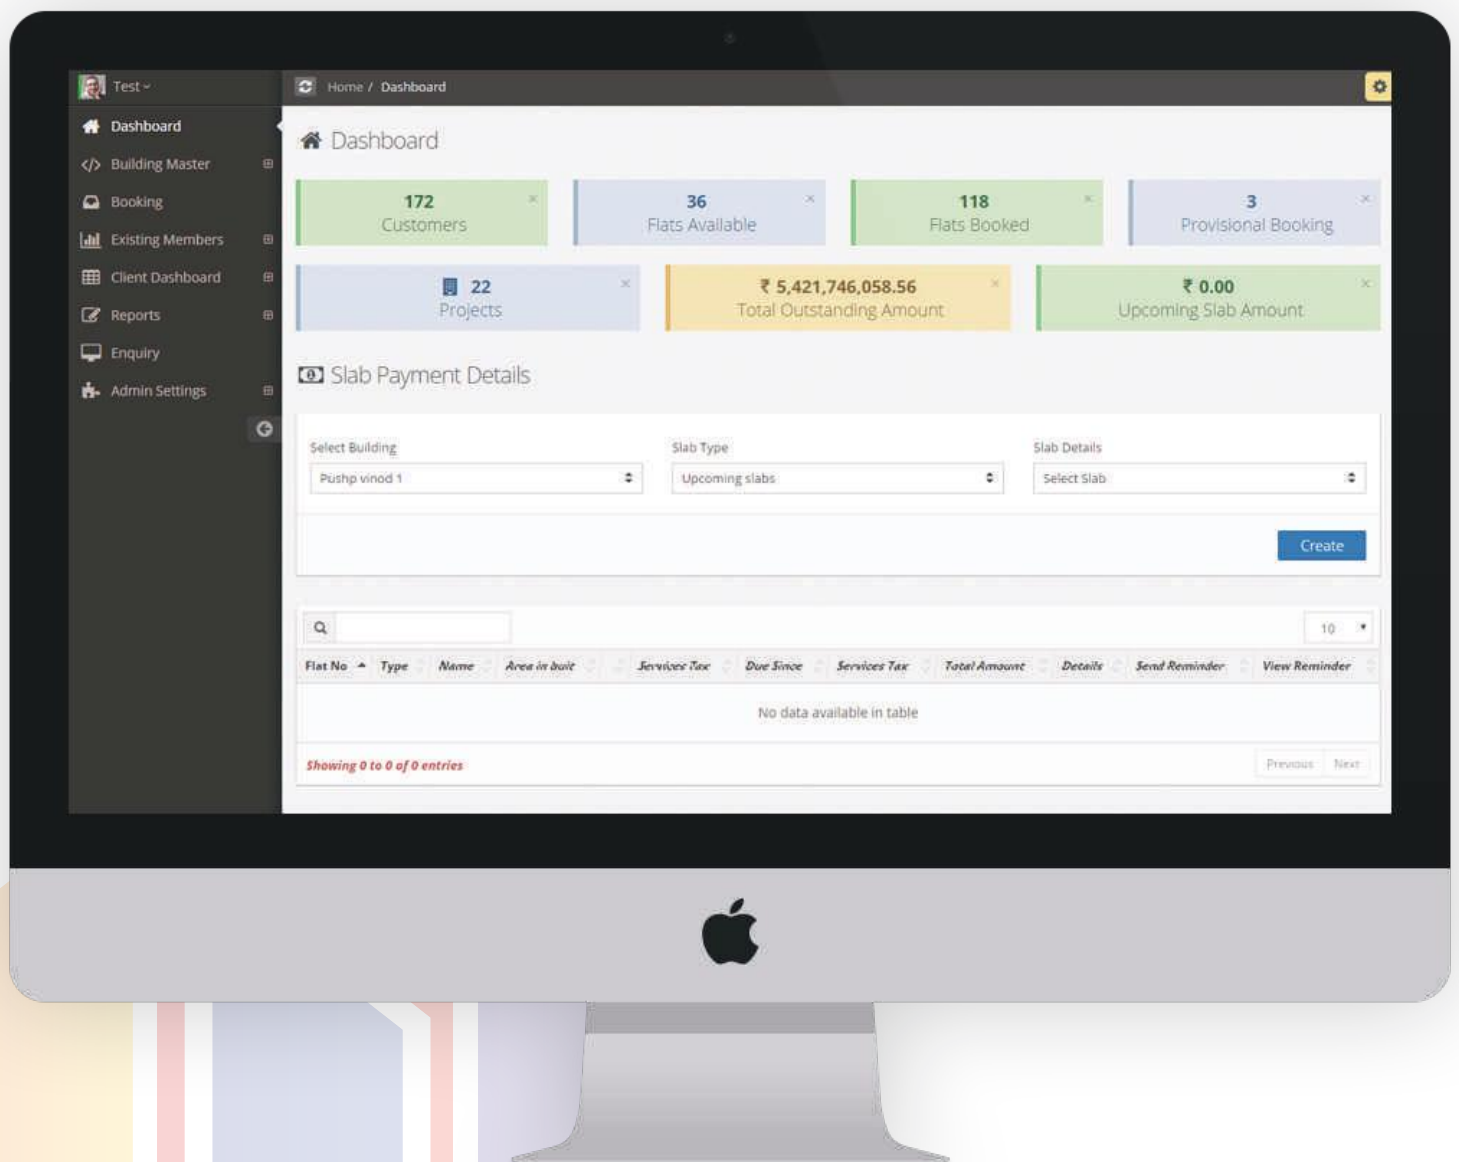 Test
Home / Dashboard
Dashboard
Building Master
Booking
Existing Members
Client Dashboard
Reports
Enquiry
Admin Settings
Dashboard
172
Customers
36
Flats Available
118
Flats Booked
3
Provisional Booking
22
Projects
₹ 5,421,746,058.56
Total Outstanding Amount
₹ 0.00
Upcoming Slab Amount
Slab Payment Details
Select Building
Slab Type
Slab Details
Pushp vinod 1
Upcoming slabs
Select Slab
Create
10
Flat No Type Name Area in buit Services Tax Due Since Services Tax Total Amount Details Send Reminder View Reminder
No data available in table
Showing 0 to 0 of 0 entries
Previous Next